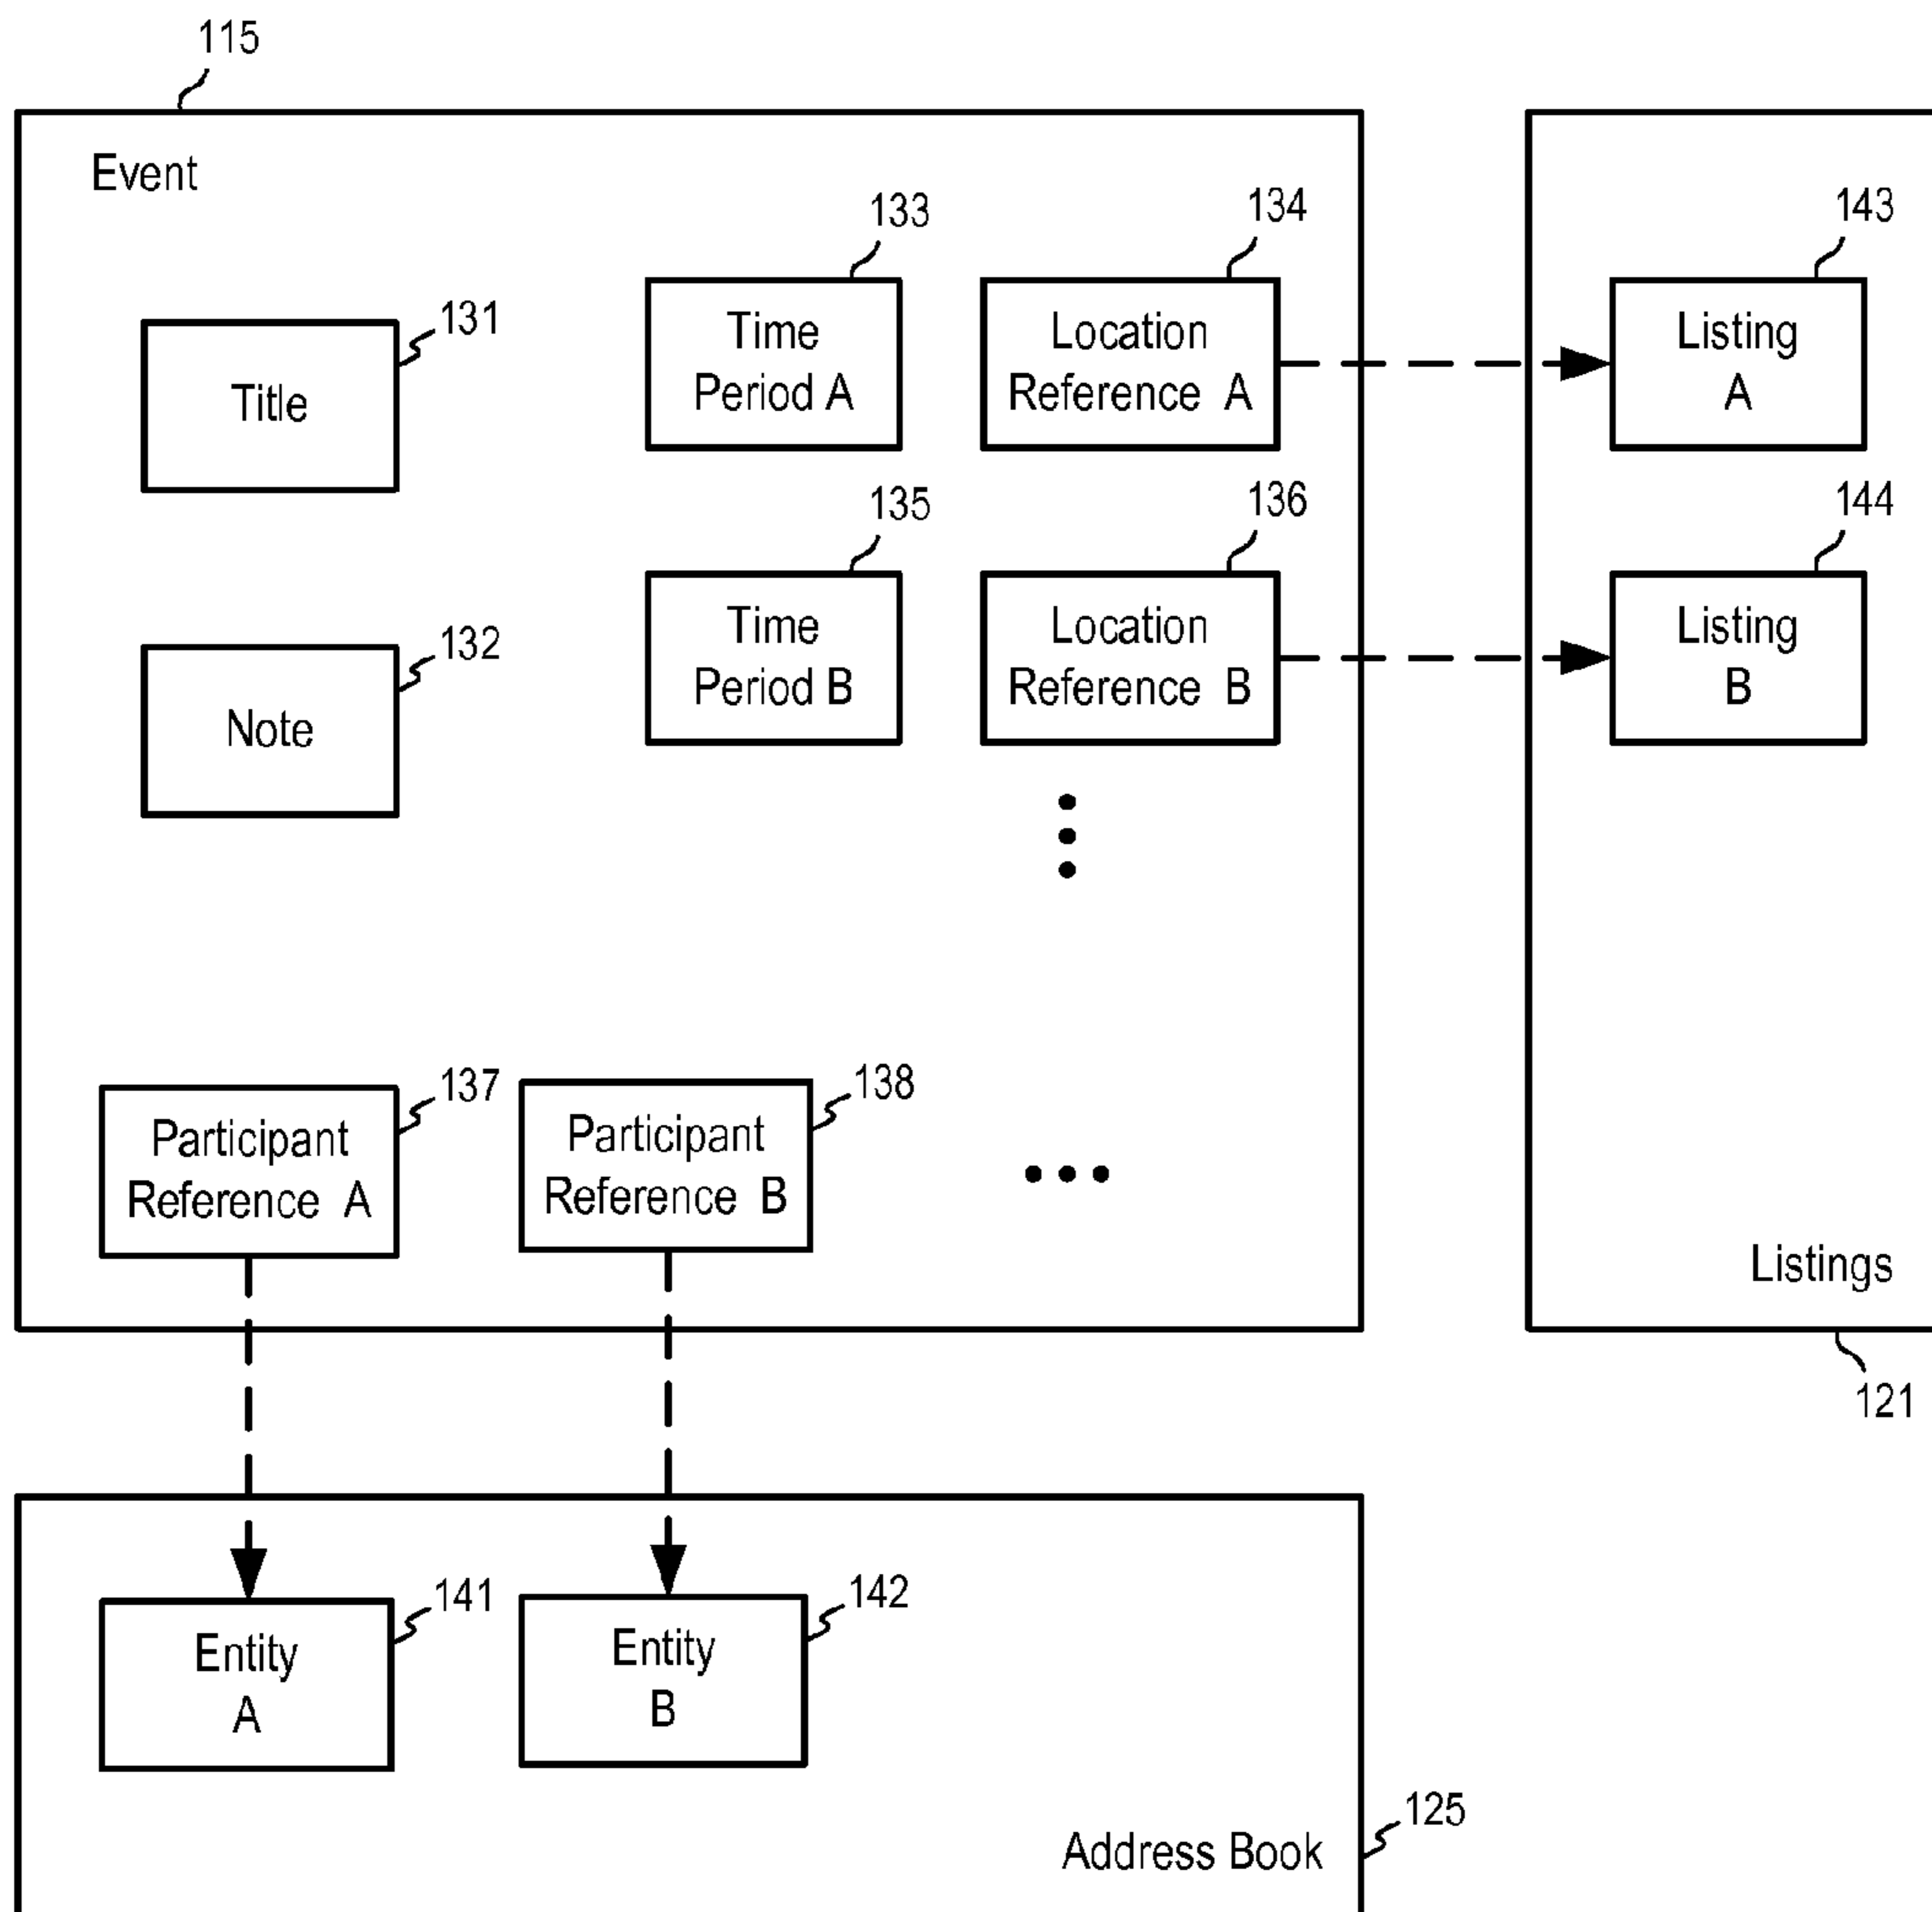 115
Event
133
134
143
131
Title
Time
Period A
Location
Reference A
Listing
A
135
136
144
132
Note
Time
Period B
Location
Reference B
Listing
B
137
138
Participant
Reference A
Participant
Reference B
Listings
121
141
142
Entity
A
Entity
B
125
Address Book